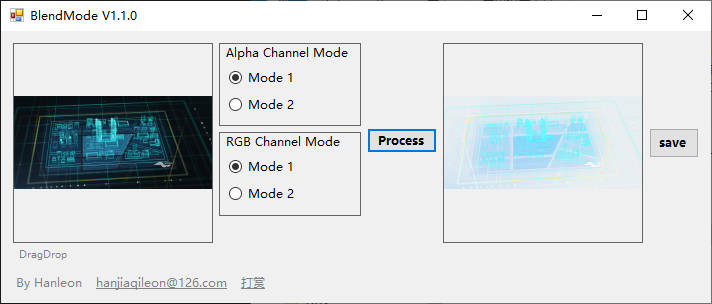 BlendMode V1.1.0
Alpha Channel Mode
Mode 1
Mode 2
RGB Channel Mode
Mode 1
Mode 2
Process
save
DragDrop
By Hanleon hanjiaqileon@126.com 打赏